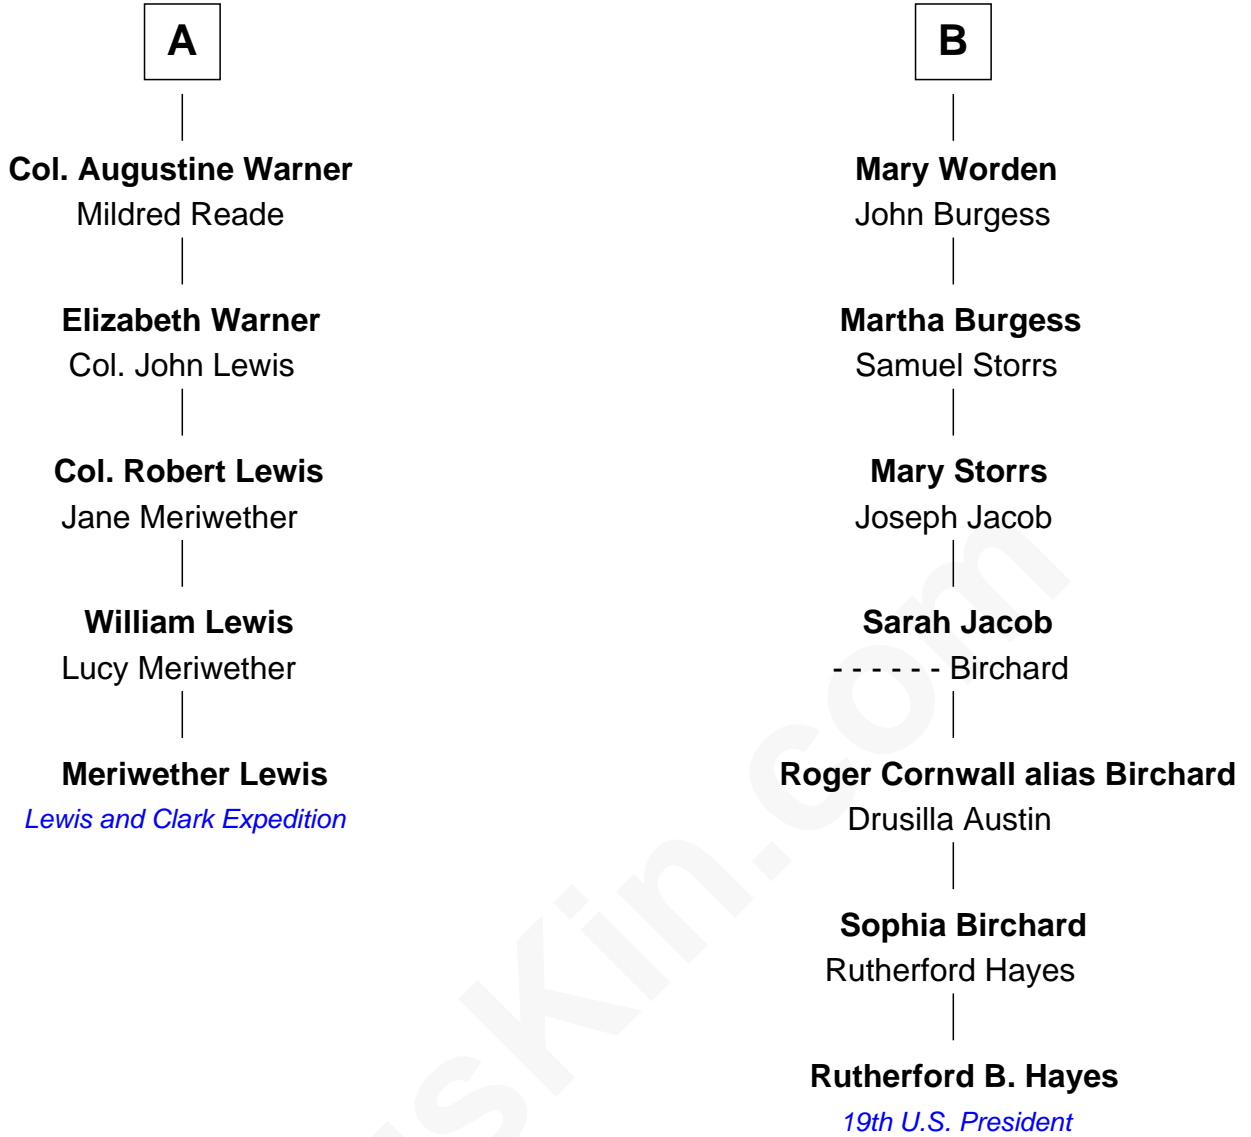 A
Col. Augustine Warner
Mildred Reade
Elizabeth Warner
Col. John Lewis
Col. Robert Lewis
Jane Meriwether
William Lewis
Lucy Meriwether
Meriwether Lewis
Lewis and Clark Expedition
B
Mary Worden
John Burgess
Martha Burgess
Samuel Storrs
Mary Storrs
Joseph Jacob
Sarah Jacob
- - - - - - Birchard
Roger Cornwall alias Birchard
Drusilla Austin
Sophia Birchard
Rutherford Hayes
Rutherford B. Hayes
19th U.S. President
usKin.com